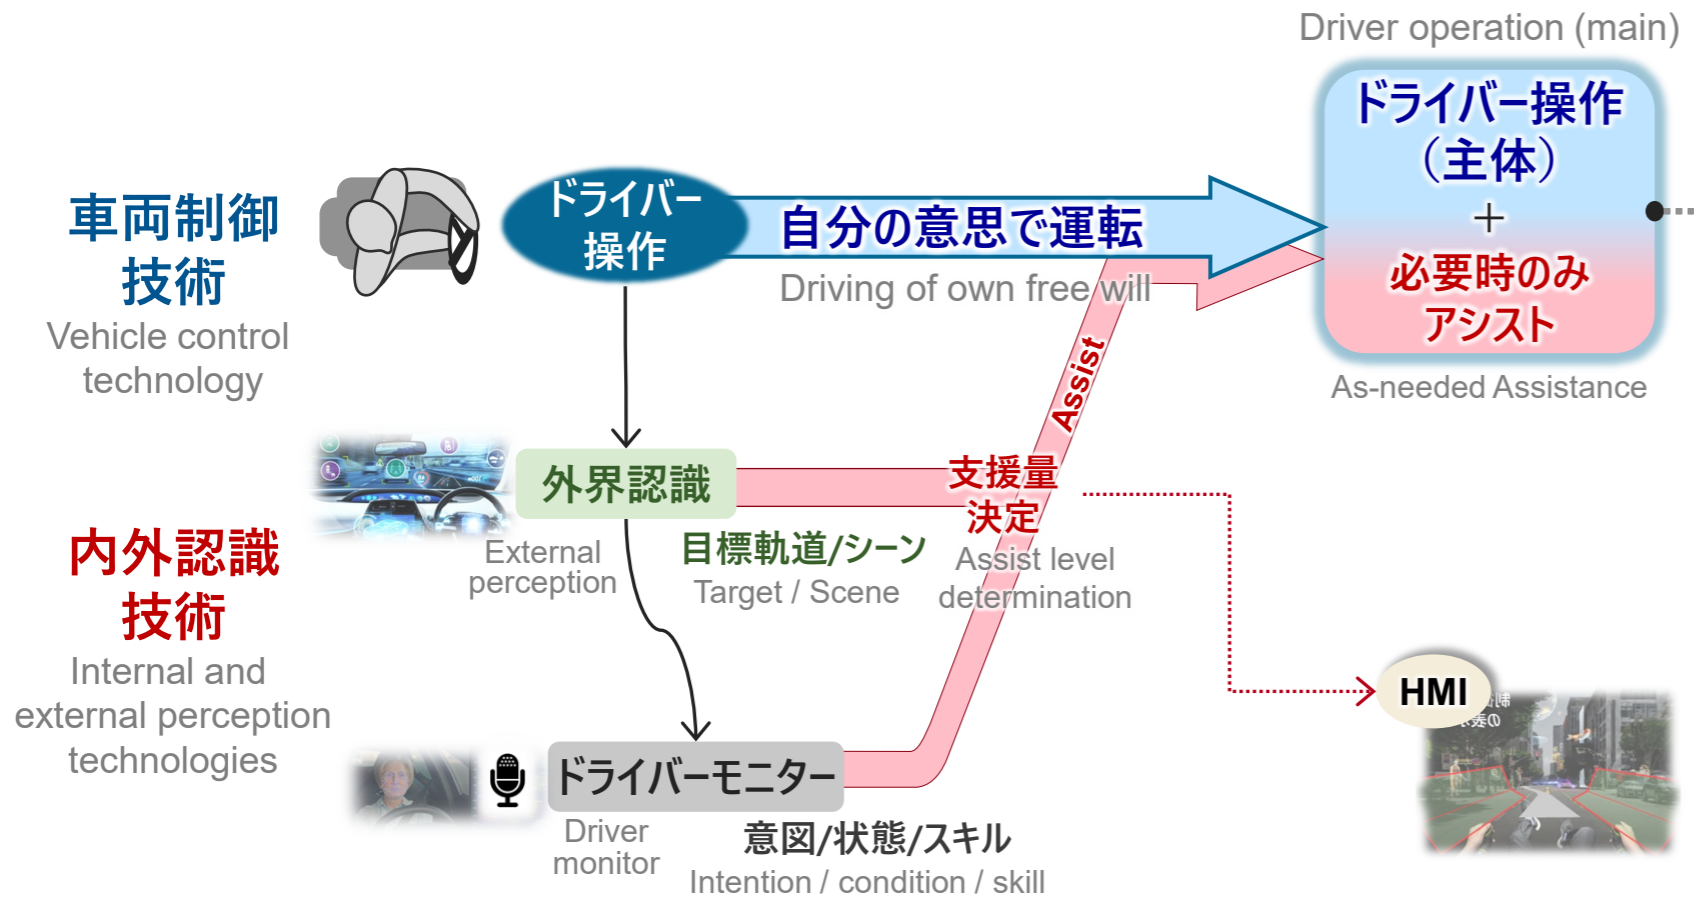 Driver operation (main)
ドライバー操作
（主体）
＋
必要時のみ
アシスト
As-needed Assistance
車両制御
技術
Vehicle control
technology
ドライバー
操作
自分の意思で運転
Driving of own free will
Assist
内外認識
技術
Internal and
external perception
technologies
外界認識
External
perception
目標軌道/シーン
Target / Scene
支援量
決定
Assist level
determination
ドライバーモニター
Driver
monitor
意図/状態/スキル
Intention / condition / skill
HMI